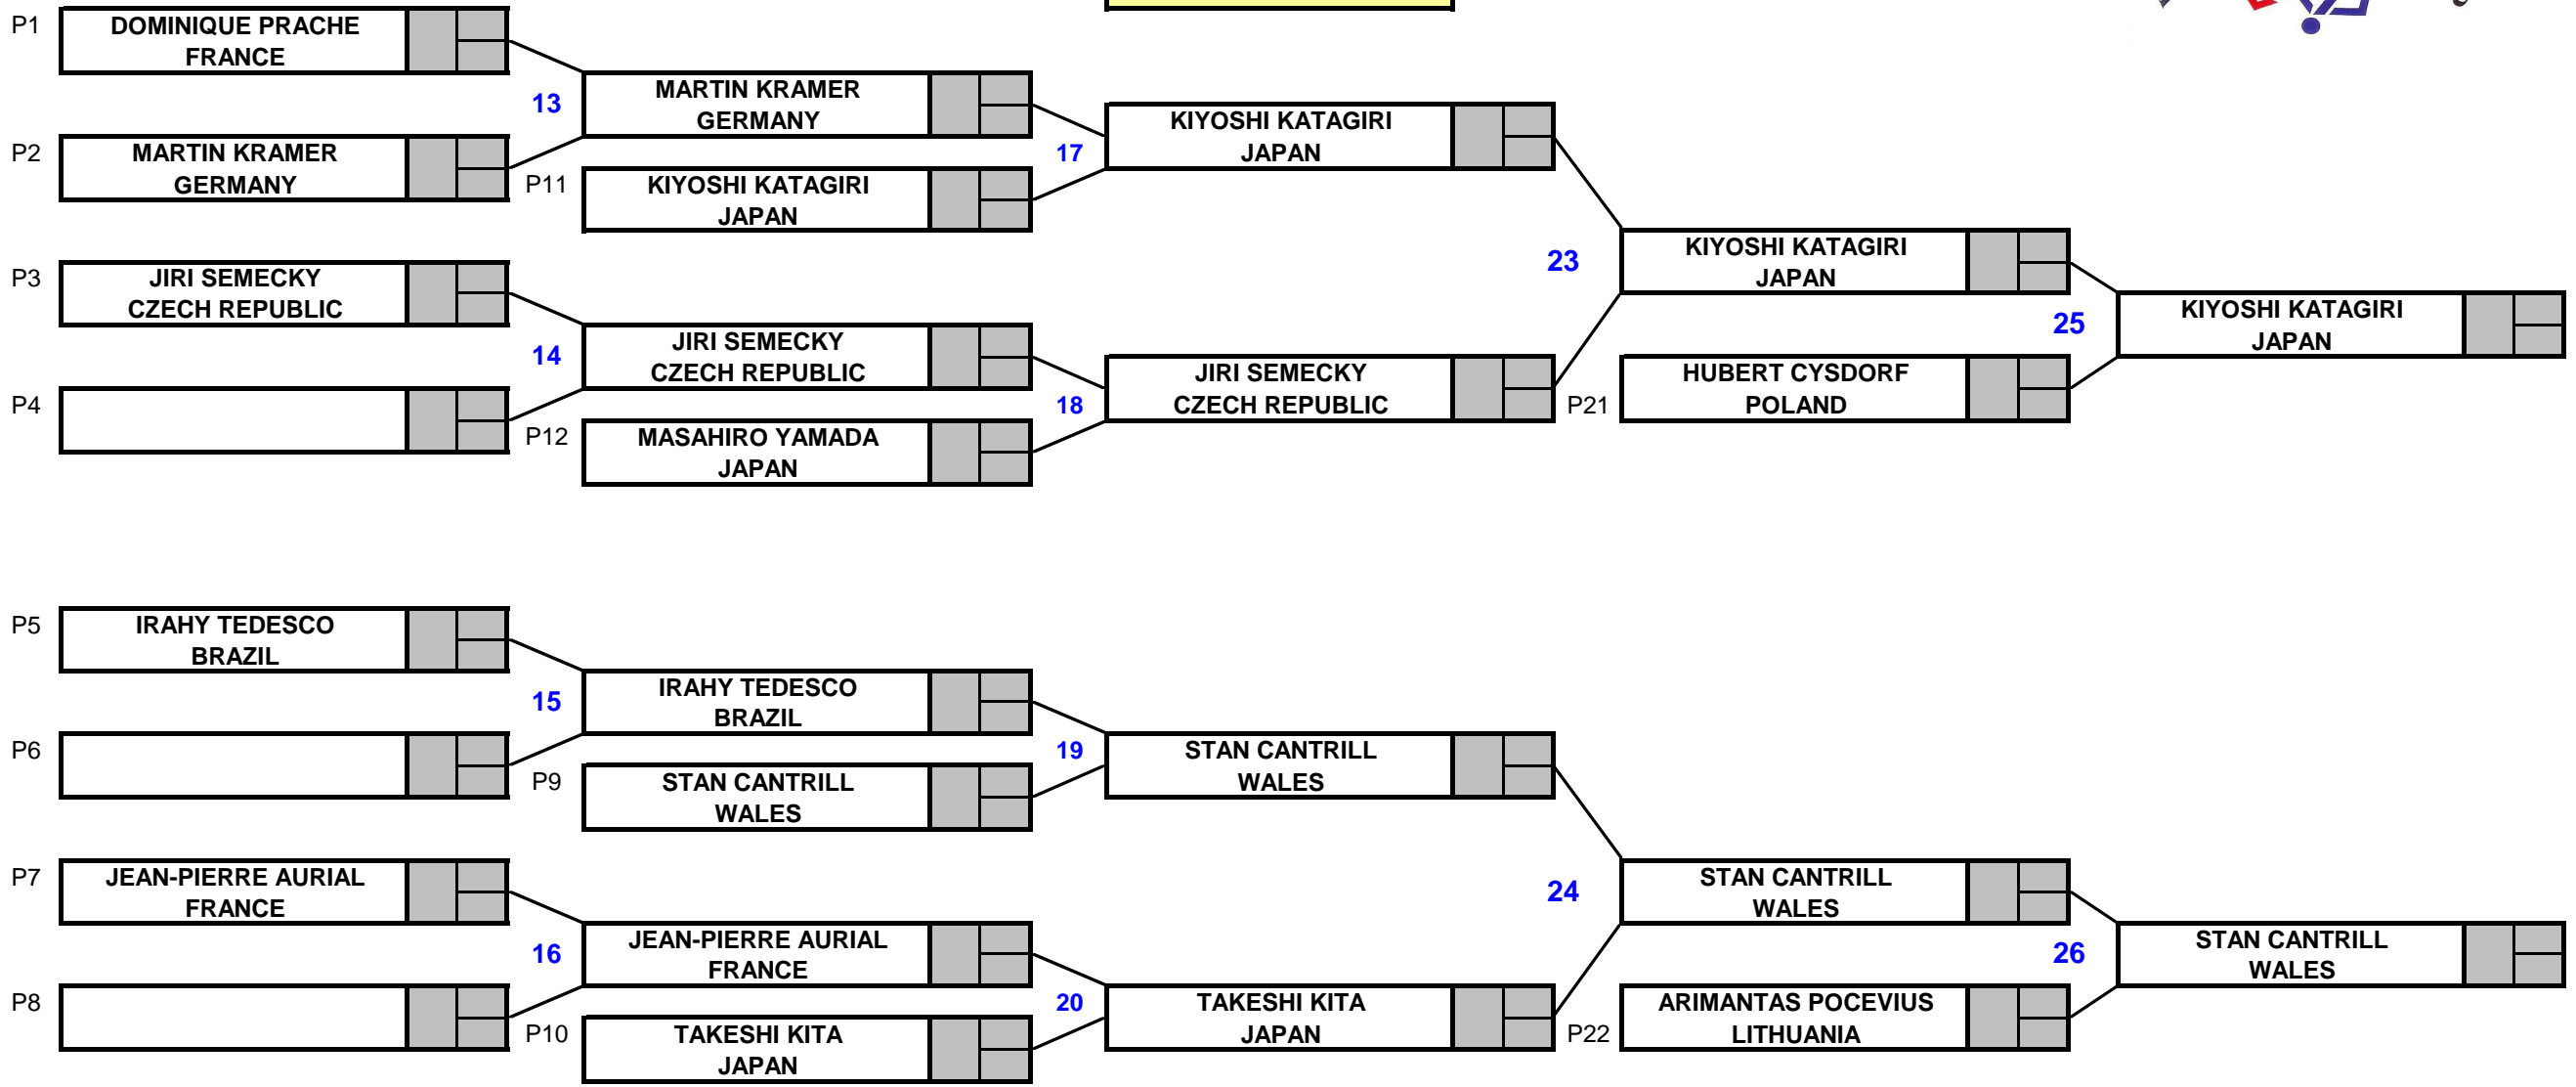 P1
DOMINIQUE PRACHE
FRANCE
13
MARTIN KRAMER
GERMANY
P2
MARTIN KRAMER
GERMANY
P11
KIYOSHI KATAGIRI
JAPAN
17
KIYOSHI KATAGIRI
JAPAN
P3
JIRI SEMECKY
CZECH REPUBLIC
14
JIRI SEMECKY
CZECH REPUBLIC
P4
P12
MASAHIRO YAMADA
JAPAN
18
JIRI SEMECKY
CZECH REPUBLIC
23
KIYOSHI KATAGIRI
JAPAN
P21
HUBERT CYSDORF
POLAND
25
KIYOSHI KATAGIRI
JAPAN
P5
IRAHY TEDESCO
BRAZIL
15
IRAHY TEDESCO
BRAZIL
P6
P9
STAN CANTRILL
WALES
19
STAN CANTRILL
WALES
P7
JEAN-PIERRE AURIAL
FRANCE
16
JEAN-PIERRE AURIAL
FRANCE
P8
P10
TAKESHI KITA
JAPAN
20
TAKESHI KITA
JAPAN
24
STAN CANTRILL
WALES
P22
ARIMANTAS POCEVIUS
LITHUANIA
26
STAN CANTRILL
WALES